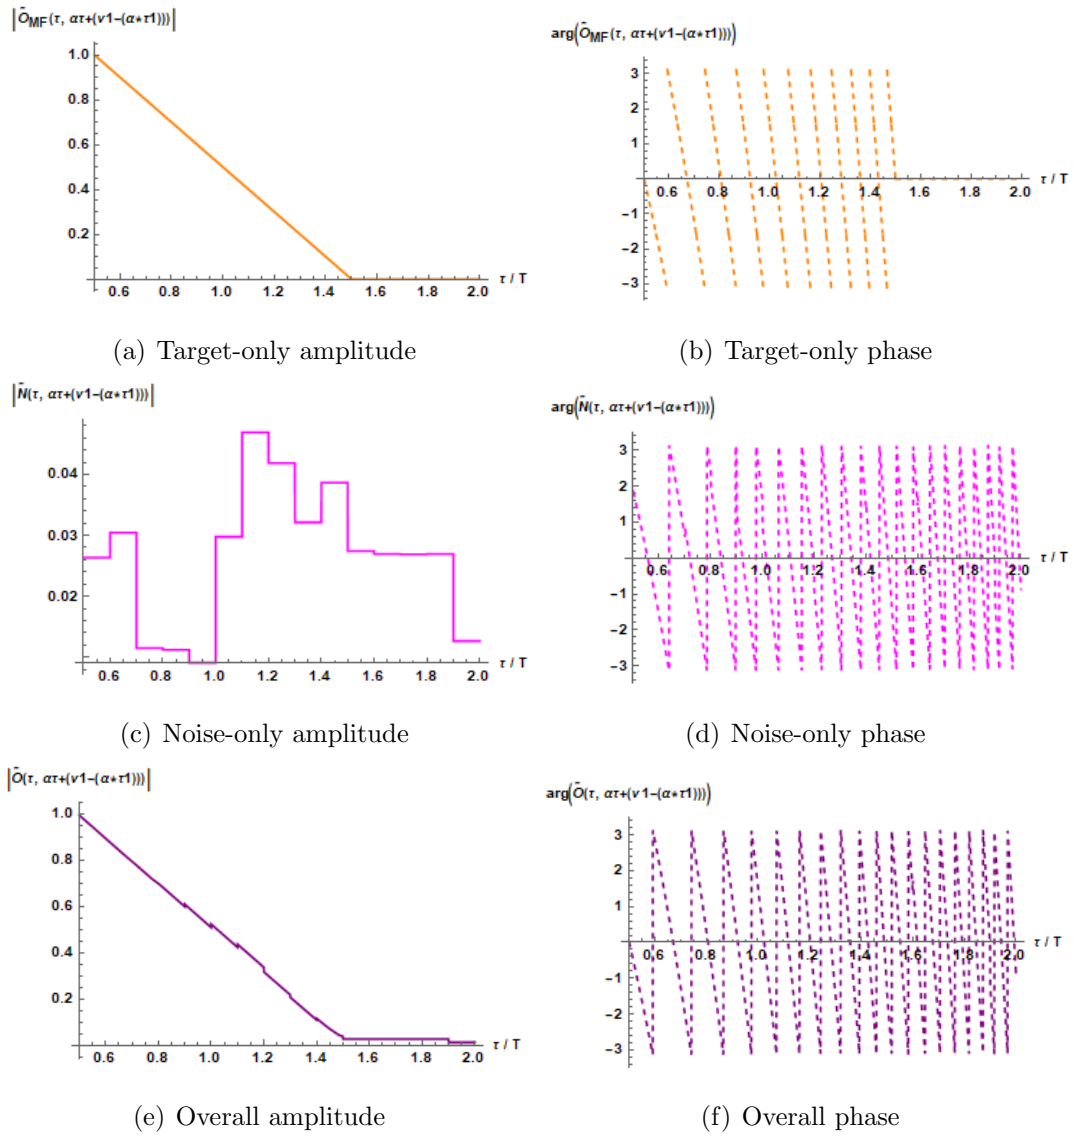 |Õ_MF(τ, ατ+(ν1−(α*τ1)))|
1.0
0.8
0.6
0.4
0.2
0.6 0.8 1.0 1.2 1.4 1.6 1.8 2.0 τ / T
(a) Target-only amplitude
arg(Õ_MF(τ, ατ+(ν1−(α*τ1))))
3
2
1
0.6 0.8 1.0 1.2 1.4 1.6 1.8 2.0 τ / T
−1
−2
−3
(b) Target-only phase
|Ñ(τ, ατ+(ν1−(α*τ1)))|
0.04
0.03
0.02
0.6 0.8 1.0 1.2 1.4 1.6 1.8 2.0 τ / T
(c) Noise-only amplitude
arg(Ñ(τ, ατ+(ν1−(α*τ1))))
3
2
1
0.6 0.8 1.0 1.2 1.4 1.6 1.8 2.0 τ / T
−1
−2
−3
(d) Noise-only phase
|Õ(τ, ατ+(ν1−(α*τ1)))|
1.0
0.8
0.6
0.4
0.2
0.6 0.8 1.0 1.2 1.4 1.6 1.8 2.0 τ / T
(e) Overall amplitude
arg(Õ(τ, ατ+(ν1−(α*τ1))))
3
2
1
0.6 0.8 1.0 1.2 1.4 1.6 1.8 2.0 τ / T
−1
−2
−3
(f) Overall phase